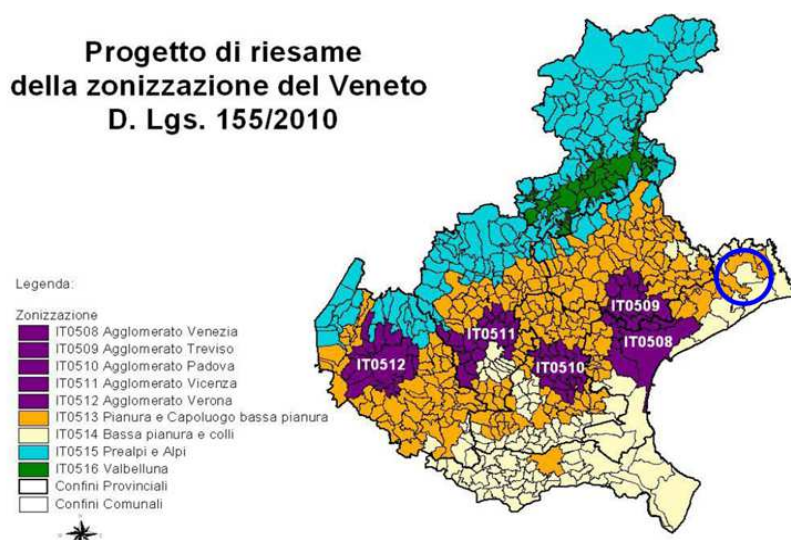 Progetto di riesame
della zonizzazione del Veneto
D. Lgs. 155/2010
Legenda:
Zonizzazione
IT0508 Agglomerato Venezia
IT0509 Agglomerato Treviso
IT0510 Agglomerato Padova
IT0511 Agglomerato Vicenza
IT0512 Agglomerato Verona
IT0513 Pianura e Capoluogo bassa pianura
IT0514 Bassa pianura e colli
IT0515 Prealpi e Alpi
IT0516 Valbelluna
Confini Provinciali
Confini Comunali
IT0509
IT0511
IT0508
IT0512
IT0510